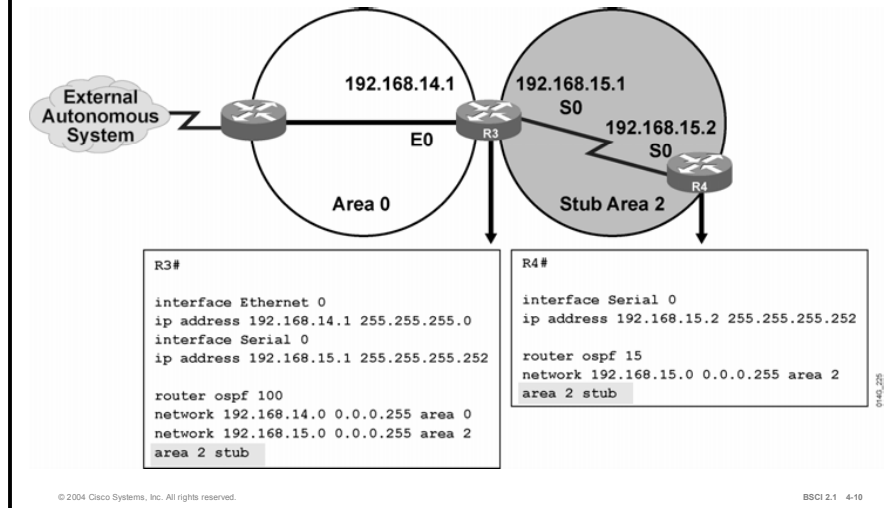 192.168.14.1
192.168.15.1
S0
External
Autonomous
System
192.168.15.2
S0
E0
R3
R4
Area 0
Stub Area 2
R3#
interface Ethernet 0
ip address 192.168.14.1 255.255.255.0
interface Serial 0
ip address 192.168.15.1 255.255.255.252
router ospf 100
network 192.168.14.0 0.0.0.255 area 0
network 192.168.15.0 0.0.0.255 area 2
area 2 stub
R4#
interface Serial 0
ip address 192.168.15.2 255.255.255.252
router ospf 15
network 192.168.15.0 0.0.0.255 area 2
area 2 stub
014G_225
© 2004 Cisco Systems, Inc. All rights reserved.
BSCI 2.1 4-10